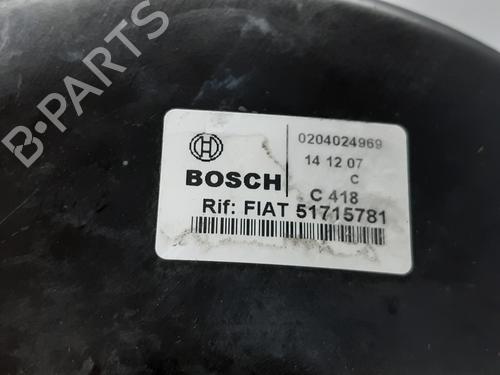 0204024969
14 12 07
C
BOSCH
C 418
Rif: FIAT 51715781
B-PARTS